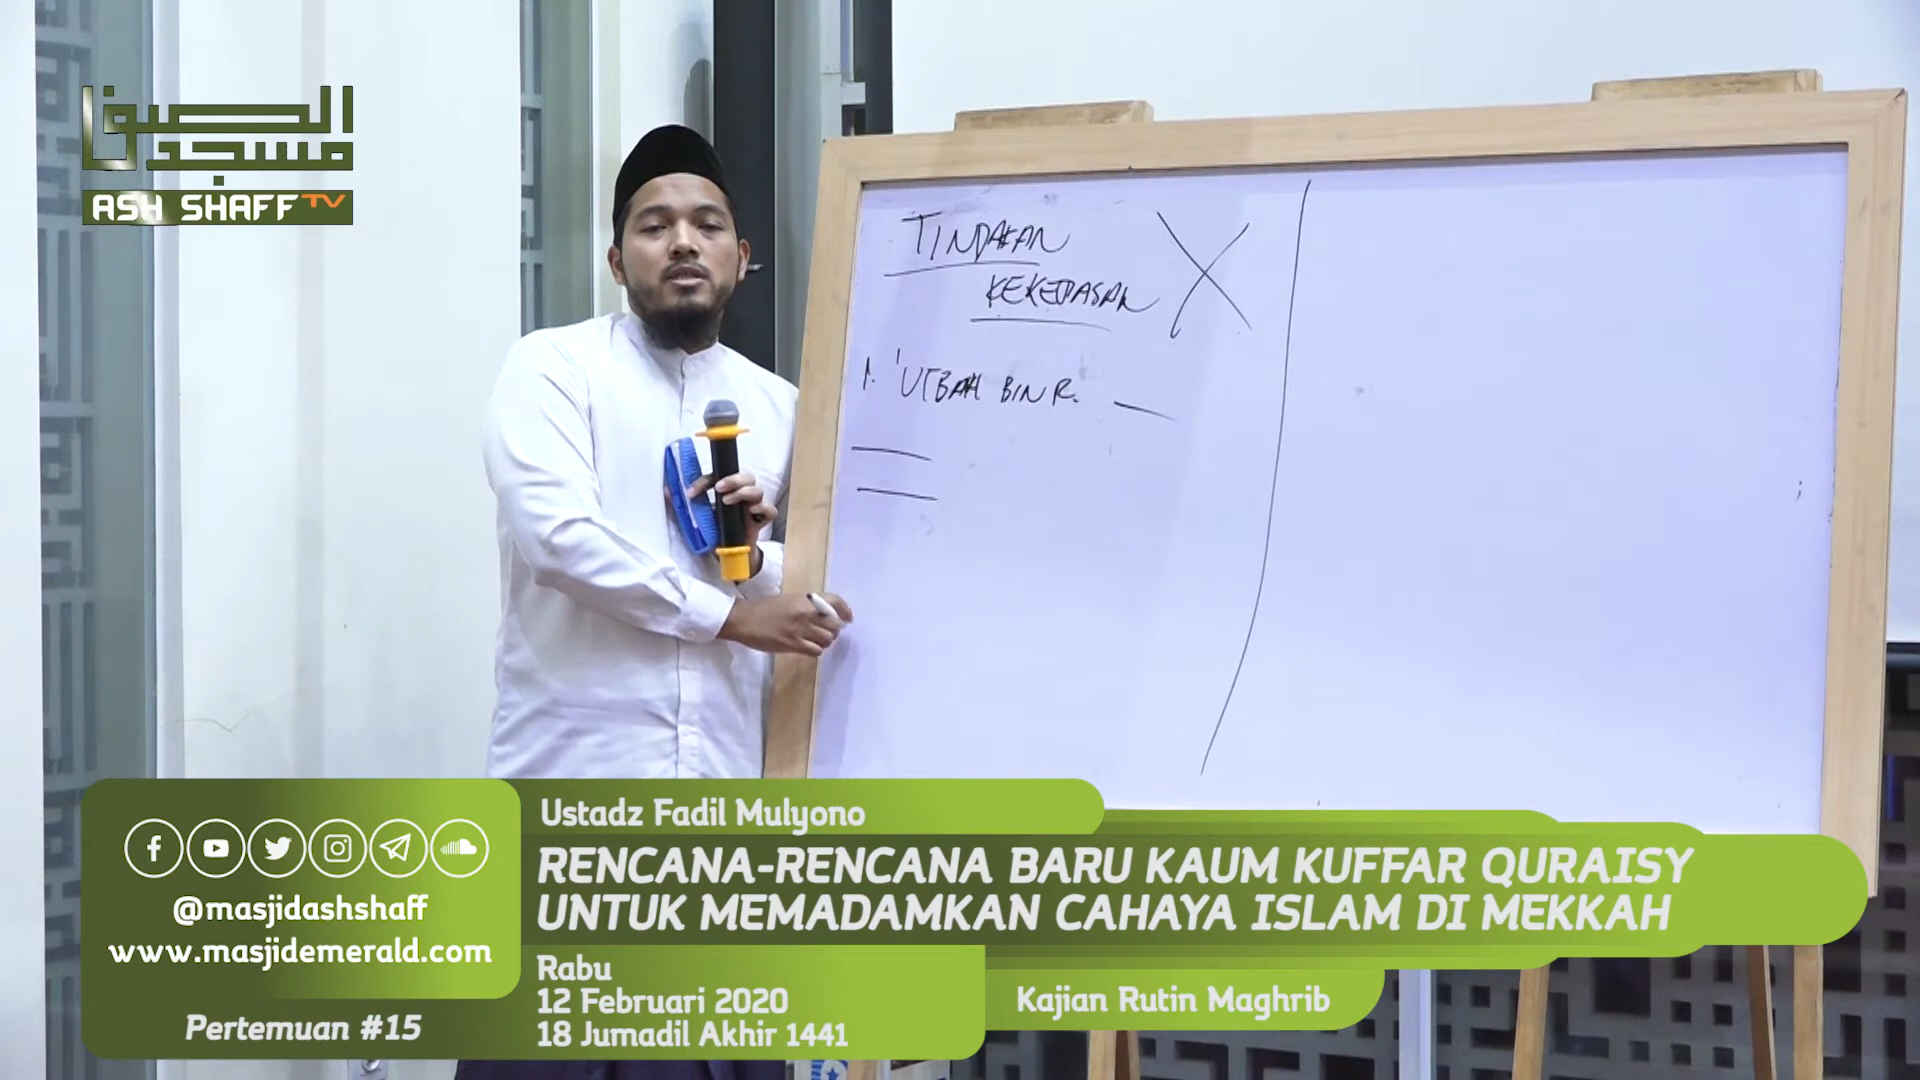 الصف
مسجد
ASH SHAFF TV
TINDAKAN
KEKERASAN
1. 'UTBAH BIN R.
Ustadz Fadil Mulyono
RENCANA-RENCANA BARU KAUM KUFFAR QURAISY
UNTUK MEMADAMKAN CAHAYA ISLAM DI MEKKAH
@masjidashshaff
www.masjidemerald.com
Pertemuan #15
Rabu
12 Februari 2020
18 Jumadil Akhir 1441
Kajian Rutin Maghrib